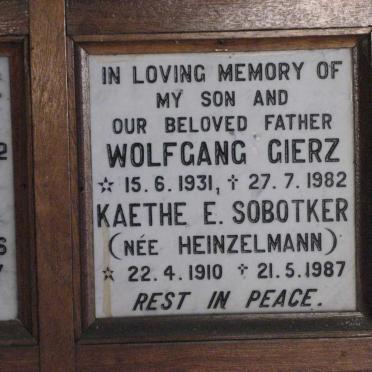 IN LOVING MEMORY OF
MY SON AND
OUR BELOVED FATHER
WOLFGANG GIERZ
☆ 15.6.1931, † 27.7.1982
KAETHE E. SOBOTKER
(NÉE HEINZELMANN)
☆ 22.4.1910 † 21.5.1987
REST IN PEACE.